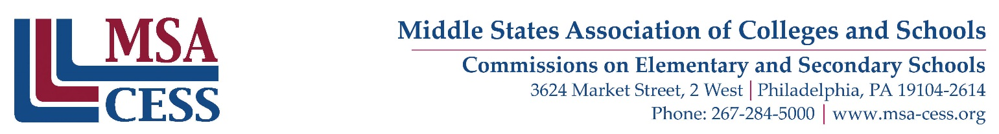 MSA
CESS
Middle States Association of Colleges and Schools
Commissions on Elementary and Secondary Schools
3624 Market Street, 2 West | Philadelphia, PA 19104-2614
Phone: 267-284-5000 | www.msa-cess.org